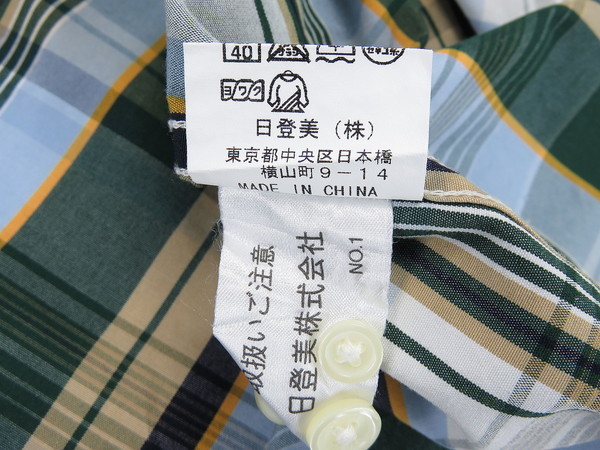 40
ヨワク
日登美（株）
東京都中央区日本橋
横山町9－14
MADE IN CHINA
取扱いご注意
日登美株式会社
NO.1